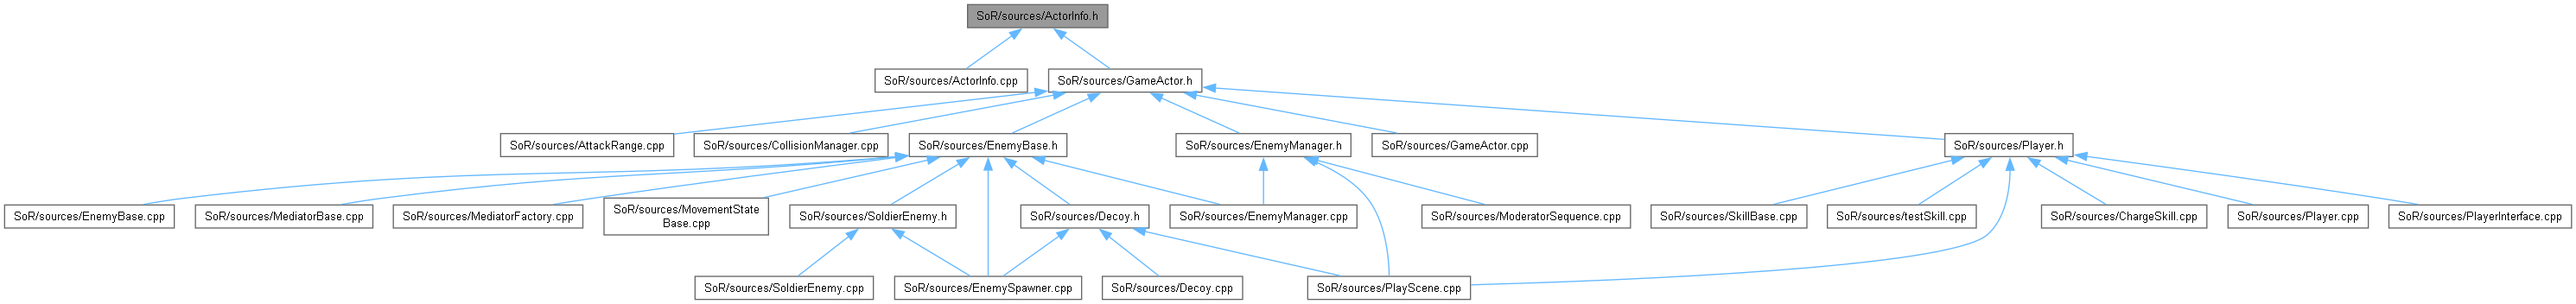 SoR/sources/ActorInfo.h
SoR/sources/ActorInfo.cpp
SoR/sources/GameActor.h
SoR/sources/AttackRange.cpp
SoR/sources/CollisionManager.cpp
SoR/sources/EnemyBase.h
SoR/sources/EnemyManager.h
SoR/sources/GameActor.cpp
SoR/sources/Player.h
SoR/sources/EnemyBase.cpp
SoR/sources/MediatorBase.cpp
SoR/sources/MediatorFactory.cpp
SoR/sources/MovementState
Base.cpp
SoR/sources/SoldierEnemy.h
SoR/sources/Decoy.h
SoR/sources/EnemyManager.cpp
SoR/sources/ModeratorSequence.cpp
SoR/sources/SkillBase.cpp
SoR/sources/testSkill.cpp
SoR/sources/ChargeSkill.cpp
SoR/sources/Player.cpp
SoR/sources/PlayerInterface.cpp
SoR/sources/SoldierEnemy.cpp
SoR/sources/EnemySpawner.cpp
SoR/sources/Decoy.cpp
SoR/sources/PlayScene.cpp